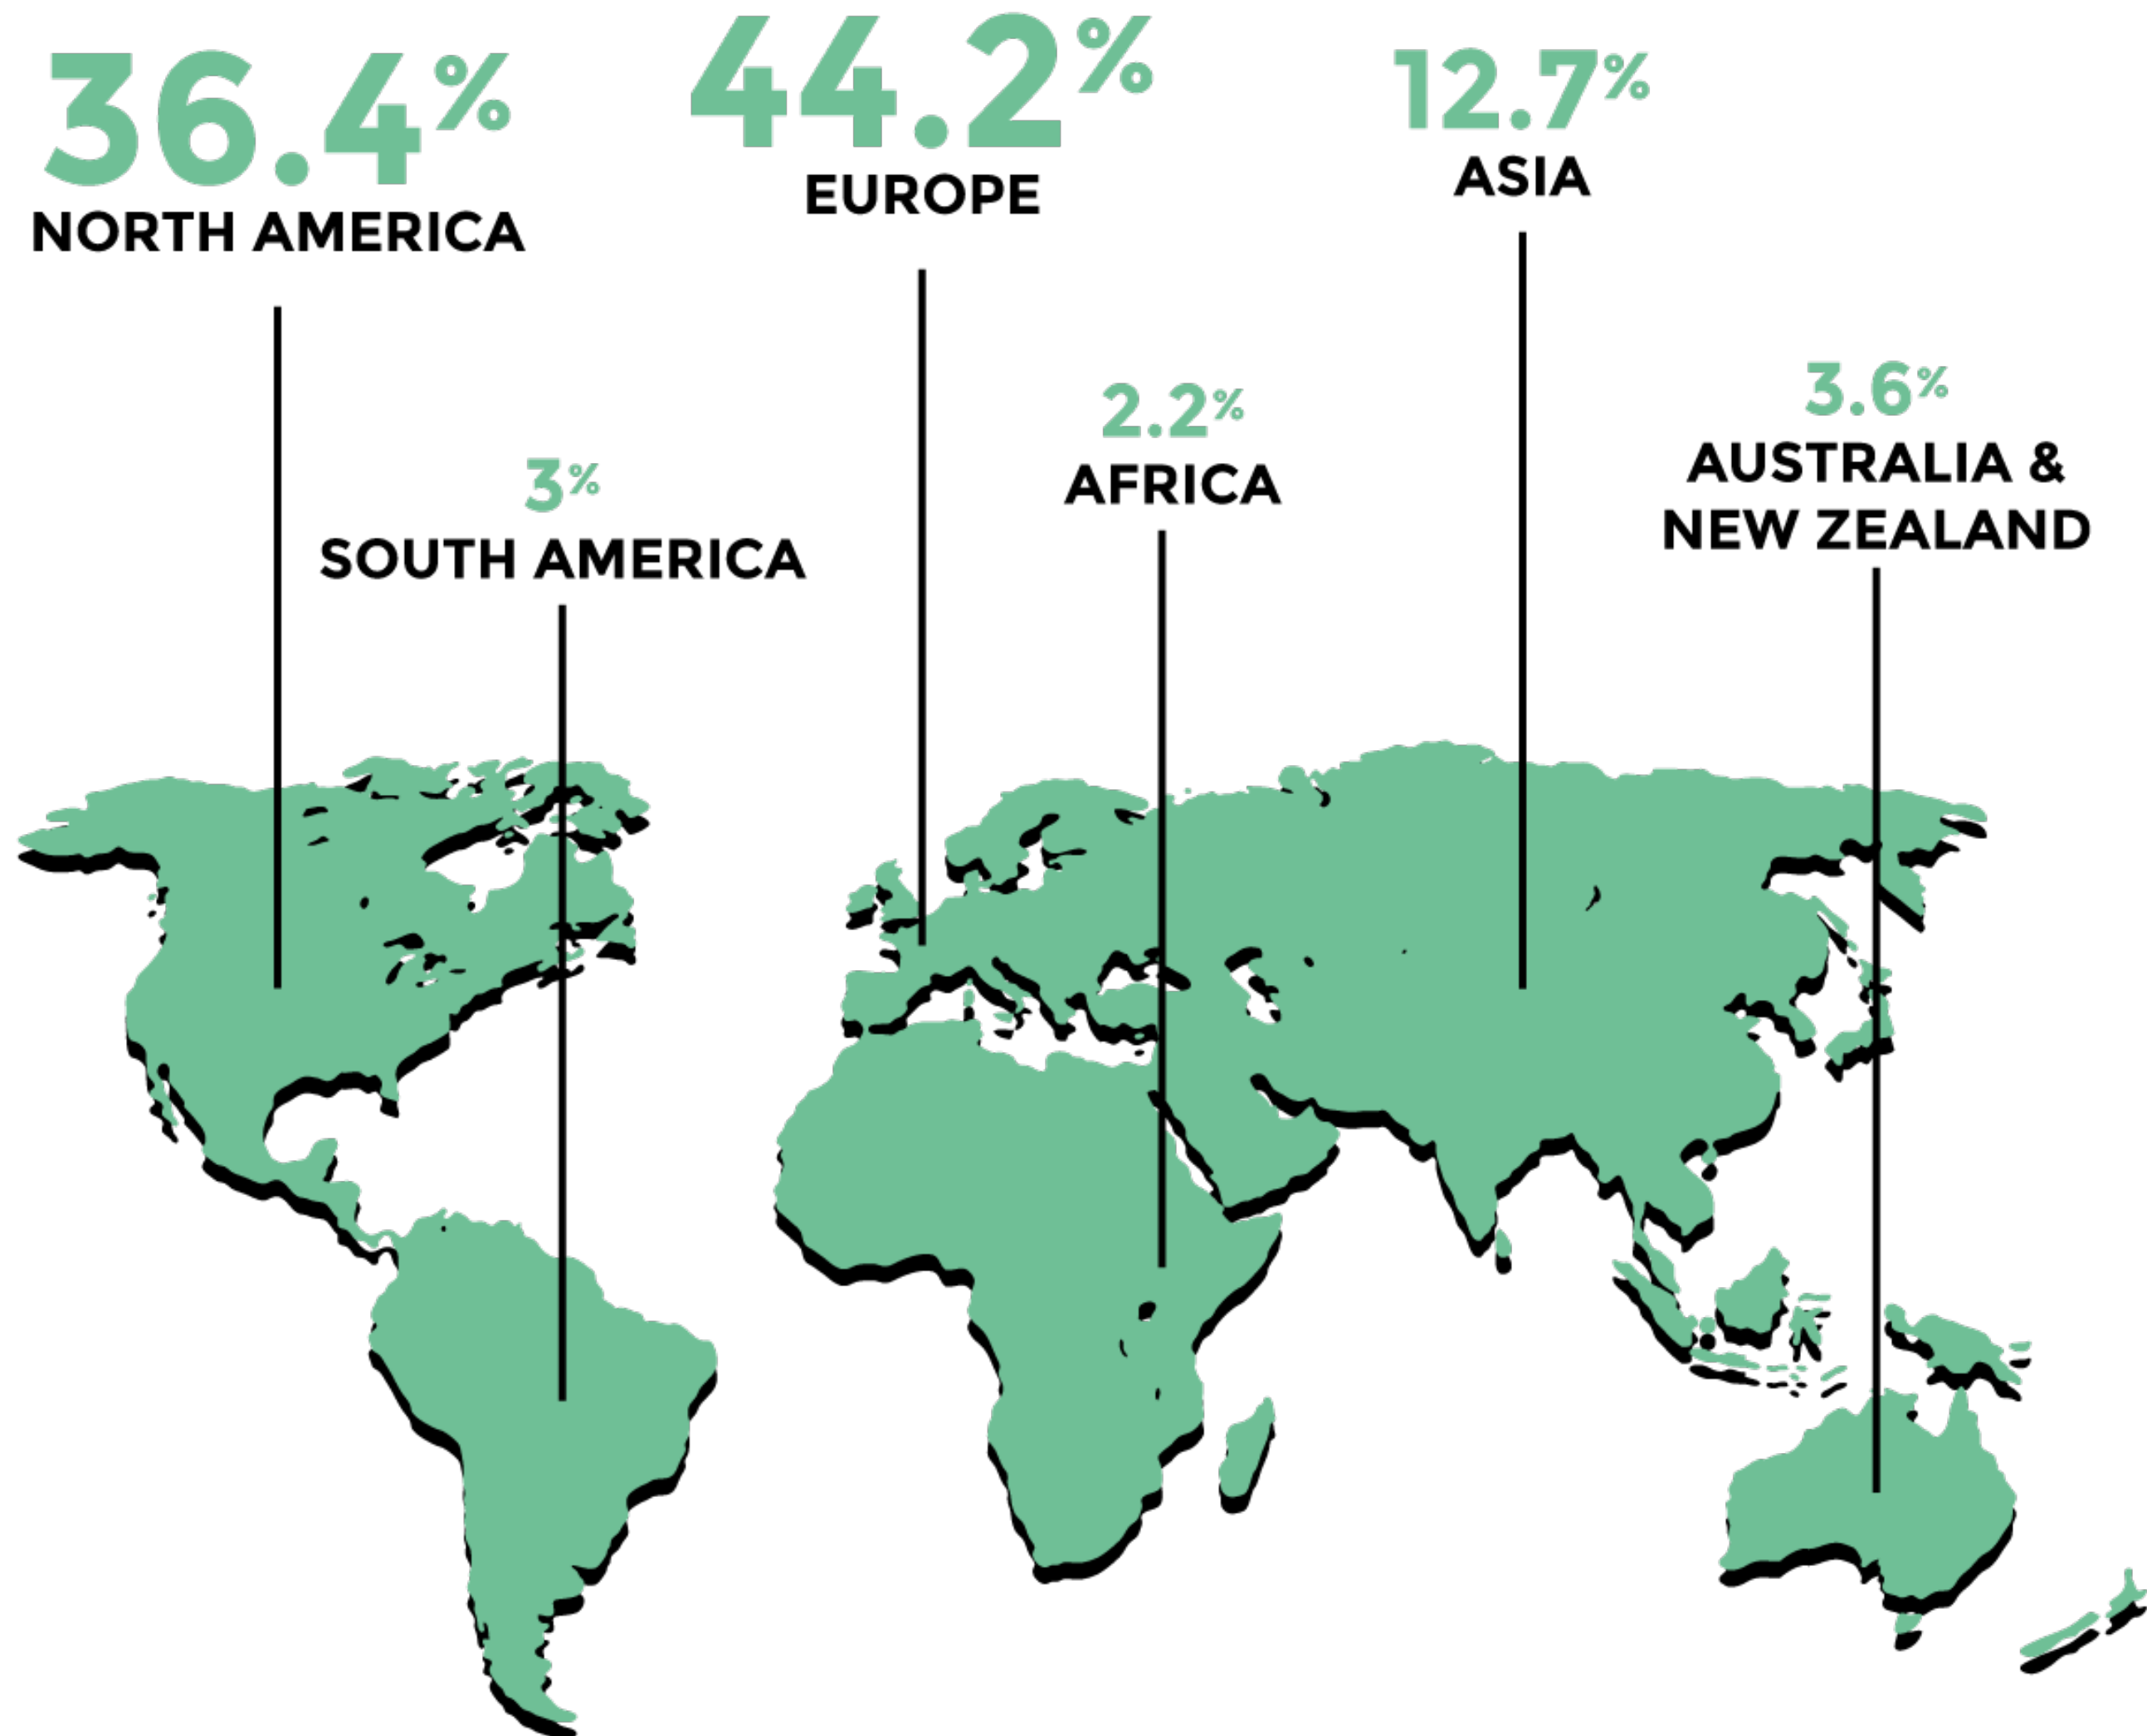 36.4%
NORTH AMERICA
44.2%
EUROPE
12.7%
ASIA
3%
SOUTH AMERICA
2.2%
AFRICA
3.6%
AUSTRALIA &
NEW ZEALAND